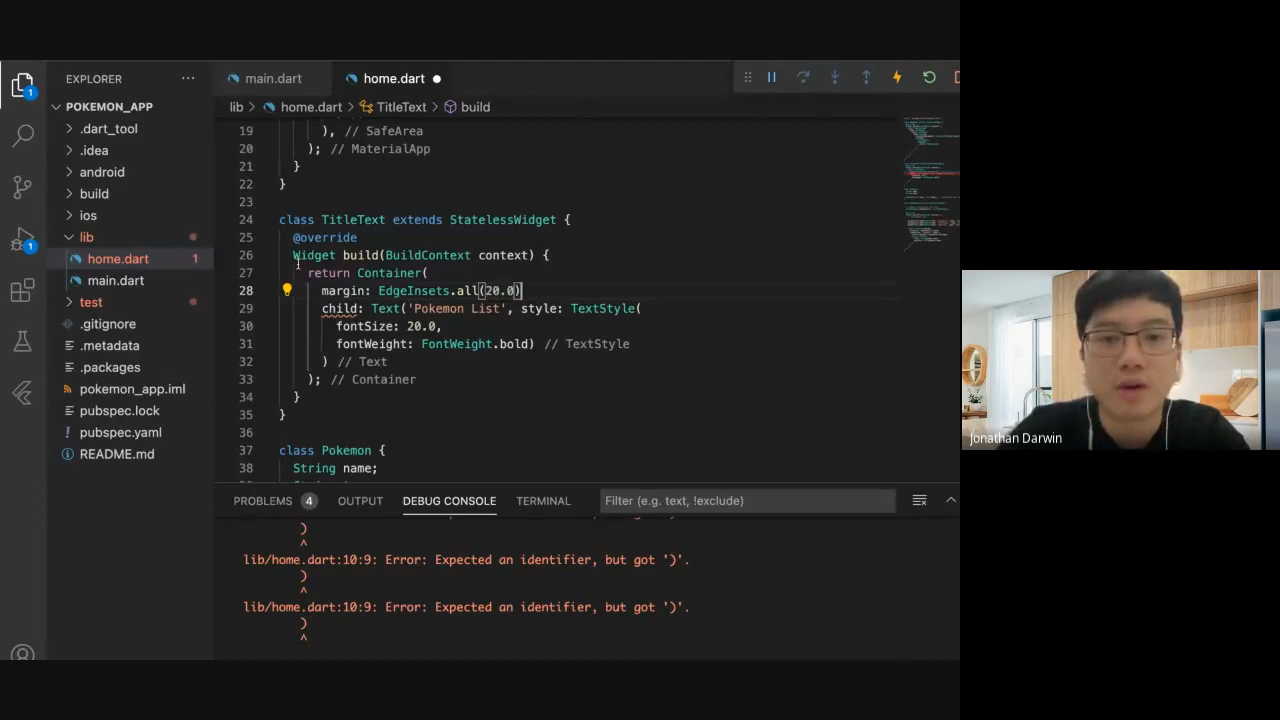 EXPLORER
POKEMON_APP
.dart_tool
.idea
android
build
ios
lib
home.dart 1
main.dart
test
.gitignore
.metadata
.packages
pokemon_app.iml
pubspec.lock
pubspec.yaml
README.md
1
1
main.dart
home.dart
lib > home.dart > TitleText > build
19 ), // SafeArea
20 ); // MaterialApp
21 }
22 }
23
24 class TitleText extends StatelessWidget {
25 @override
26 Widget build(BuildContext context) {
27 return Container(
28 margin: EdgeInsets.all(20.0)
29 child: Text('Pokemon List', style: TextStyle(
30 fontSize: 20.0,
31 fontWeight: FontWeight.bold) // TextStyle
32 ) // Text
33 ); // Container
34 }
35 }
36
37 class Pokemon {
38 String name;
PROBLEMS 4 OUTPUT DEBUG CONSOLE TERMINAL Filter (e.g. text, !exclude)
)
^
lib/home.dart:10:9: Error: Expected an identifier, but got ')'.
)
^
lib/home.dart:10:9: Error: Expected an identifier, but got ')'.
)
^
Jonathan Darwin